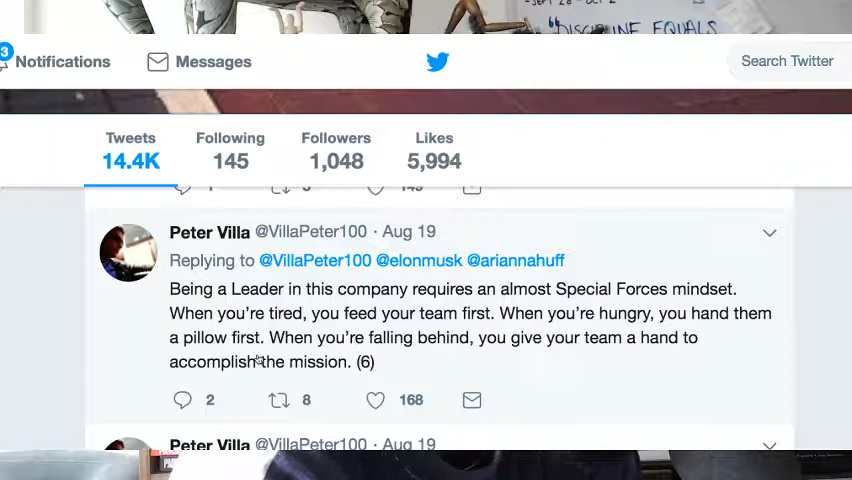 "DISCIPLINE EQUALS
3
Notifications
Messages
Search Twitter
Tweets
Following
Followers
Likes
14.4K
145
1,048
5,994
Peter Villa @VillaPeter100 · Aug 19
Replying to @VillaPeter100 @elonmusk @ariannahuff
Being a Leader in this company requires an almost Special Forces mindset.
When you're tired, you feed your team first. When you're hungry, you hand them
a pillow first. When you're falling behind, you give your team a hand to
accomplish the mission. (6)
2
8
168
Peter Villa @VillaPeter100 · Aug 19